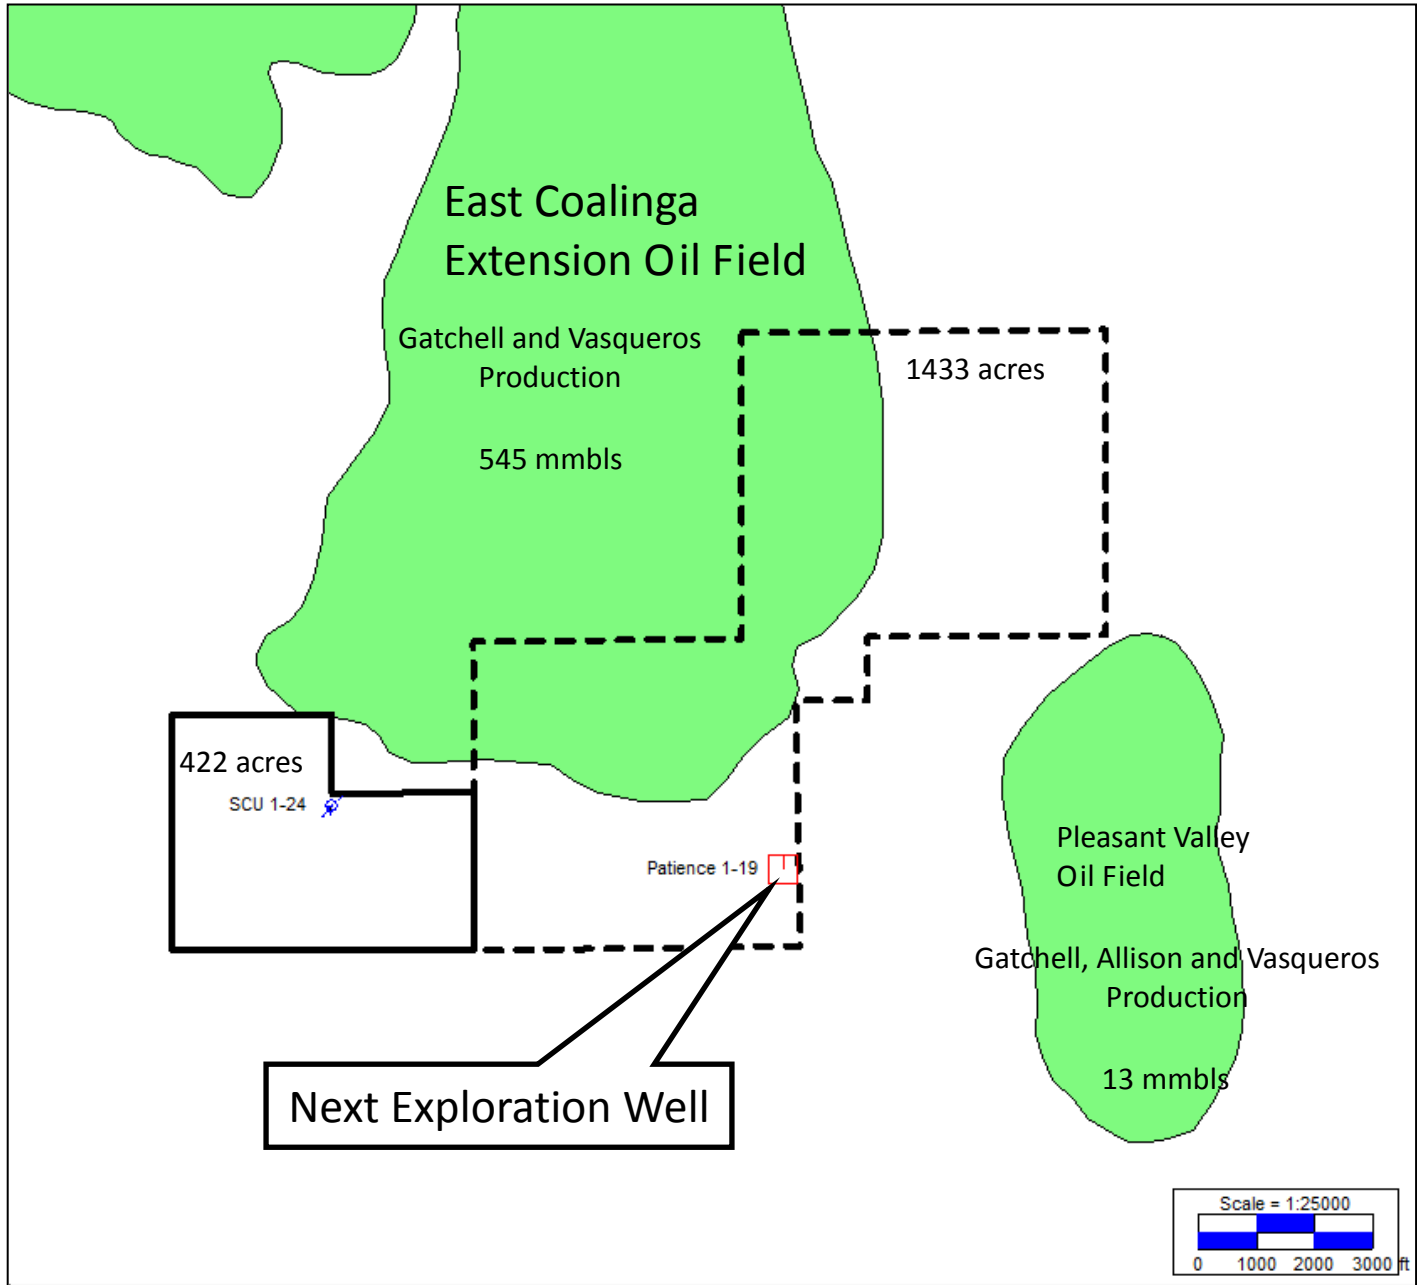 East Coalinga
Extension Oil Field
Gatchell and Vasqueros
Production
545 mmbls
1433 acres
422 acres
SCU 1-24
Patience 1-19
Next Exploration Well
Pleasant Valley
Oil Field
Gatchell, Allison and Vasqueros
Production
13 mmbls
Scale = 1:25000
0 1000 2000 3000 ft